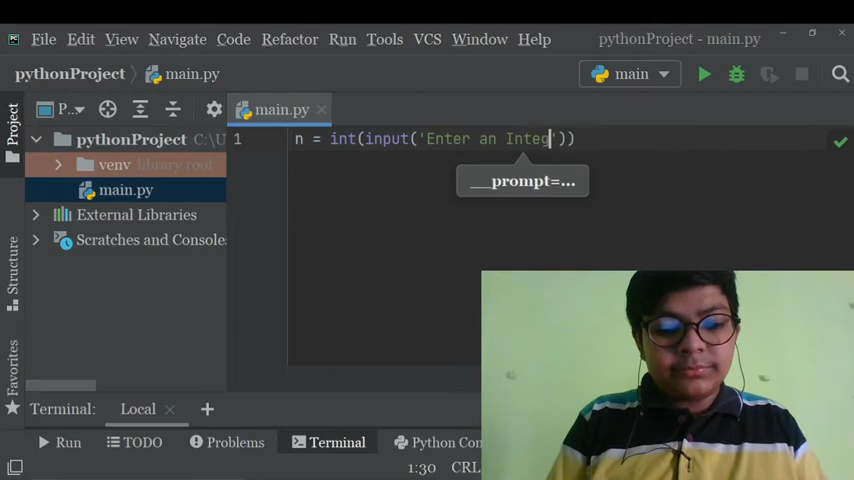 File Edit View Navigate Code Refactor Run Tools VCS Window Help pythonProject - main.py
pythonProject main.py main
Project P... main.py
pythonProject C:\U
venv library root
main.py
External Libraries
Scratches and Console
1 n = int(input('Enter an Integ'))
__prompt=...
Structure
Favorites
Terminal: Local
Run TODO Problems Terminal Python Con
1:30 CRL